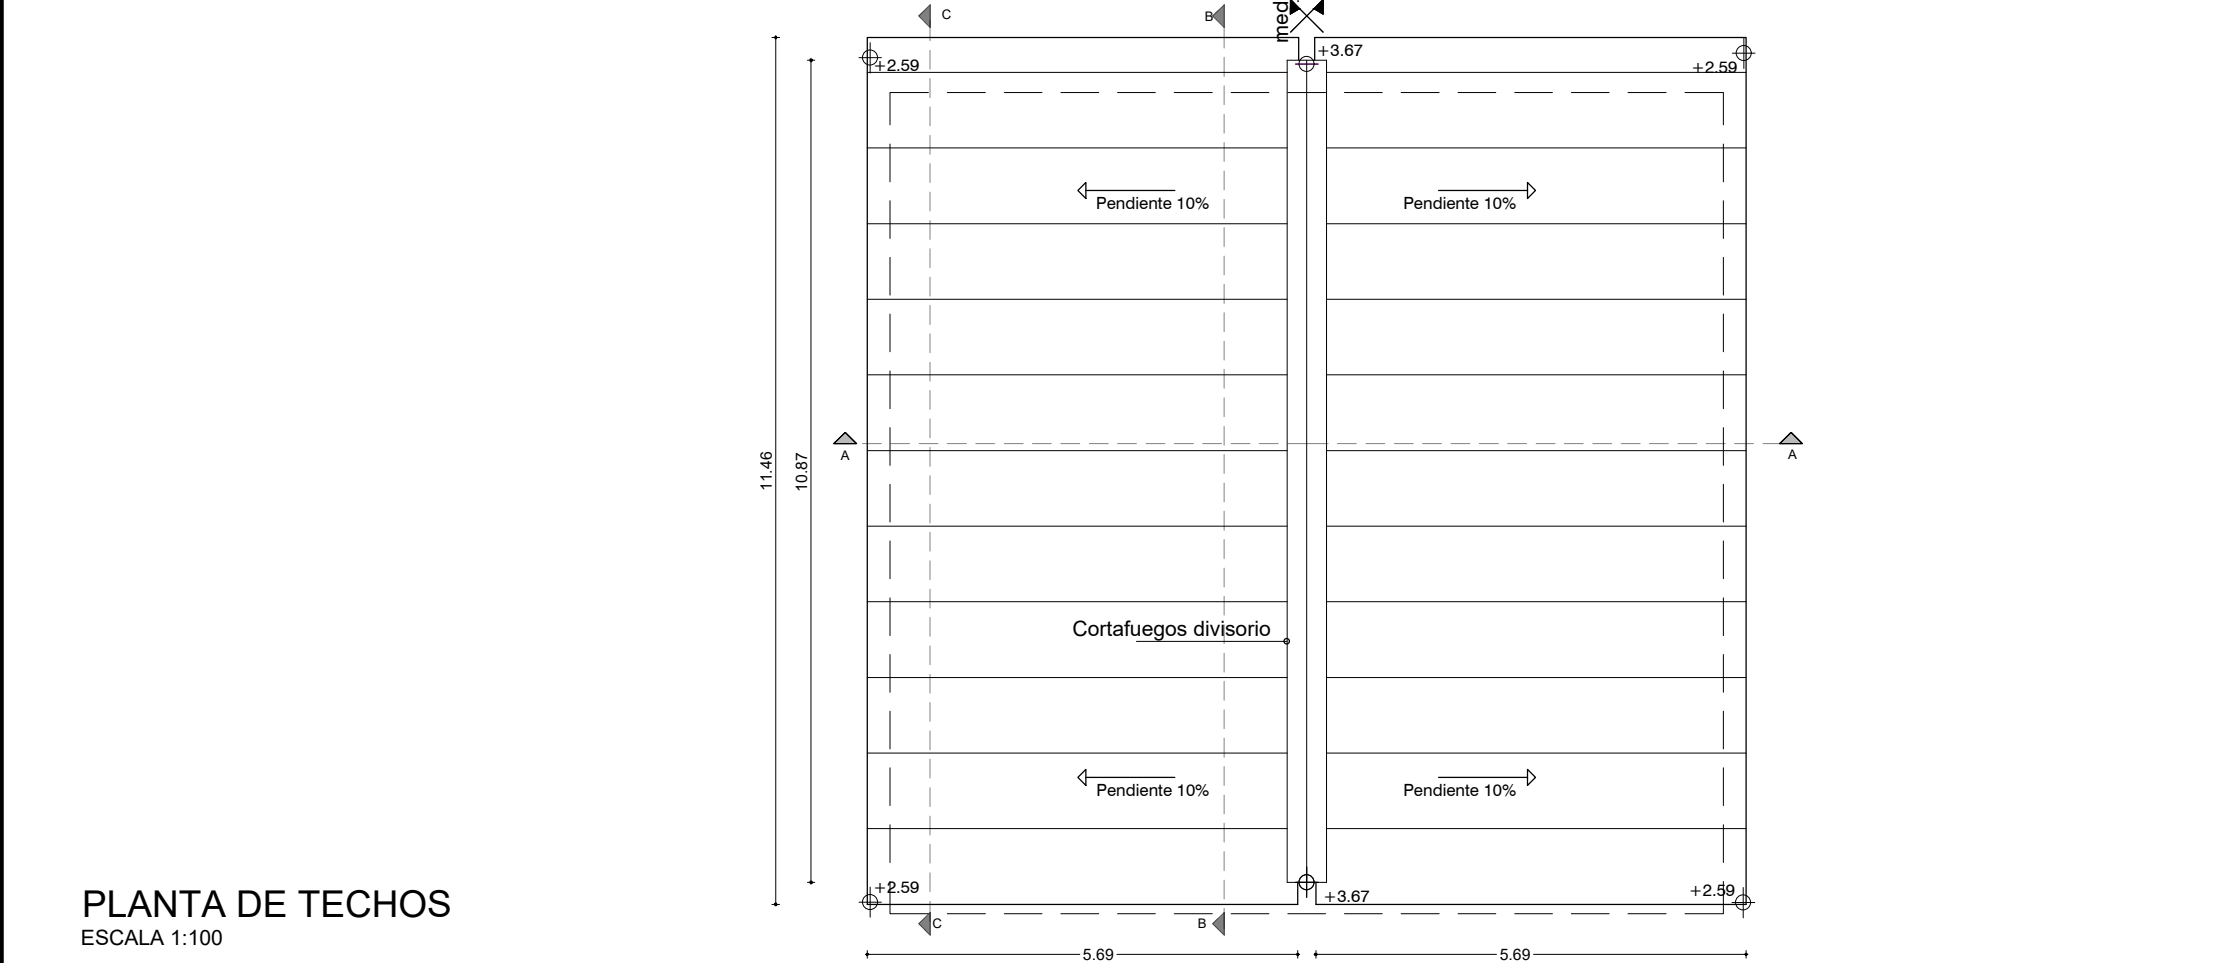 C
B
med
+3.67
+2.59
+2.59
Pendiente 10%
Pendiente 10%
A
A
11.46
10.87
Cortafuegos divisorio
Pendiente 10%
Pendiente 10%
+2.59
+3.67
+2.59
PLANTA DE TECHOS
ESCALA 1:100
C
B
5.69
5.69